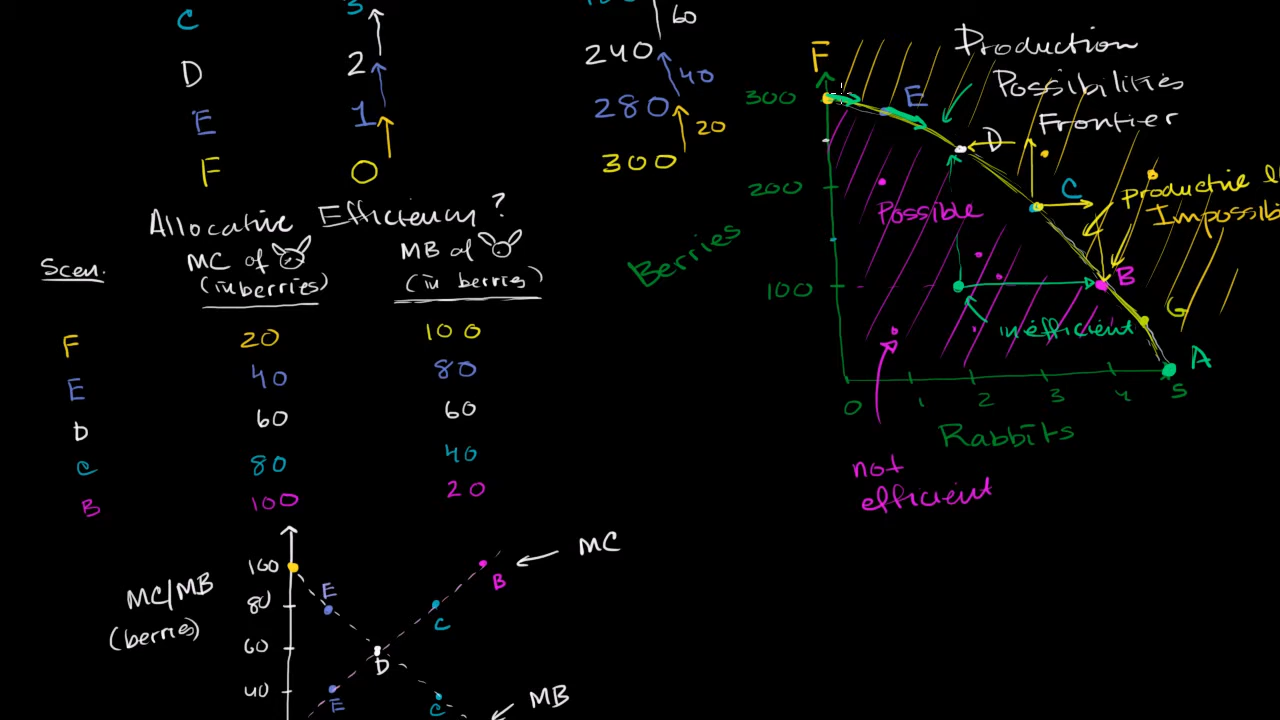 C 3
60
D 2 240
40
E 1 280
20
F 0 300
Allocative Efficiency?
Scen.
MC of
(in berries)
MB of
(in berries)
F 20 100
E 40 80
D 60 60
C 80 40
B 100 20
MC/MB
(berries)
100
80
60
40
E
D
E
C
C
B
MC
MB
F
Production
Possibilities
Frontier
300
200
100
Berries
E
D
C
B
G
A
Possible
Impossib
inefficient
0 1 2 3 4 5
Rabbits
not
efficient